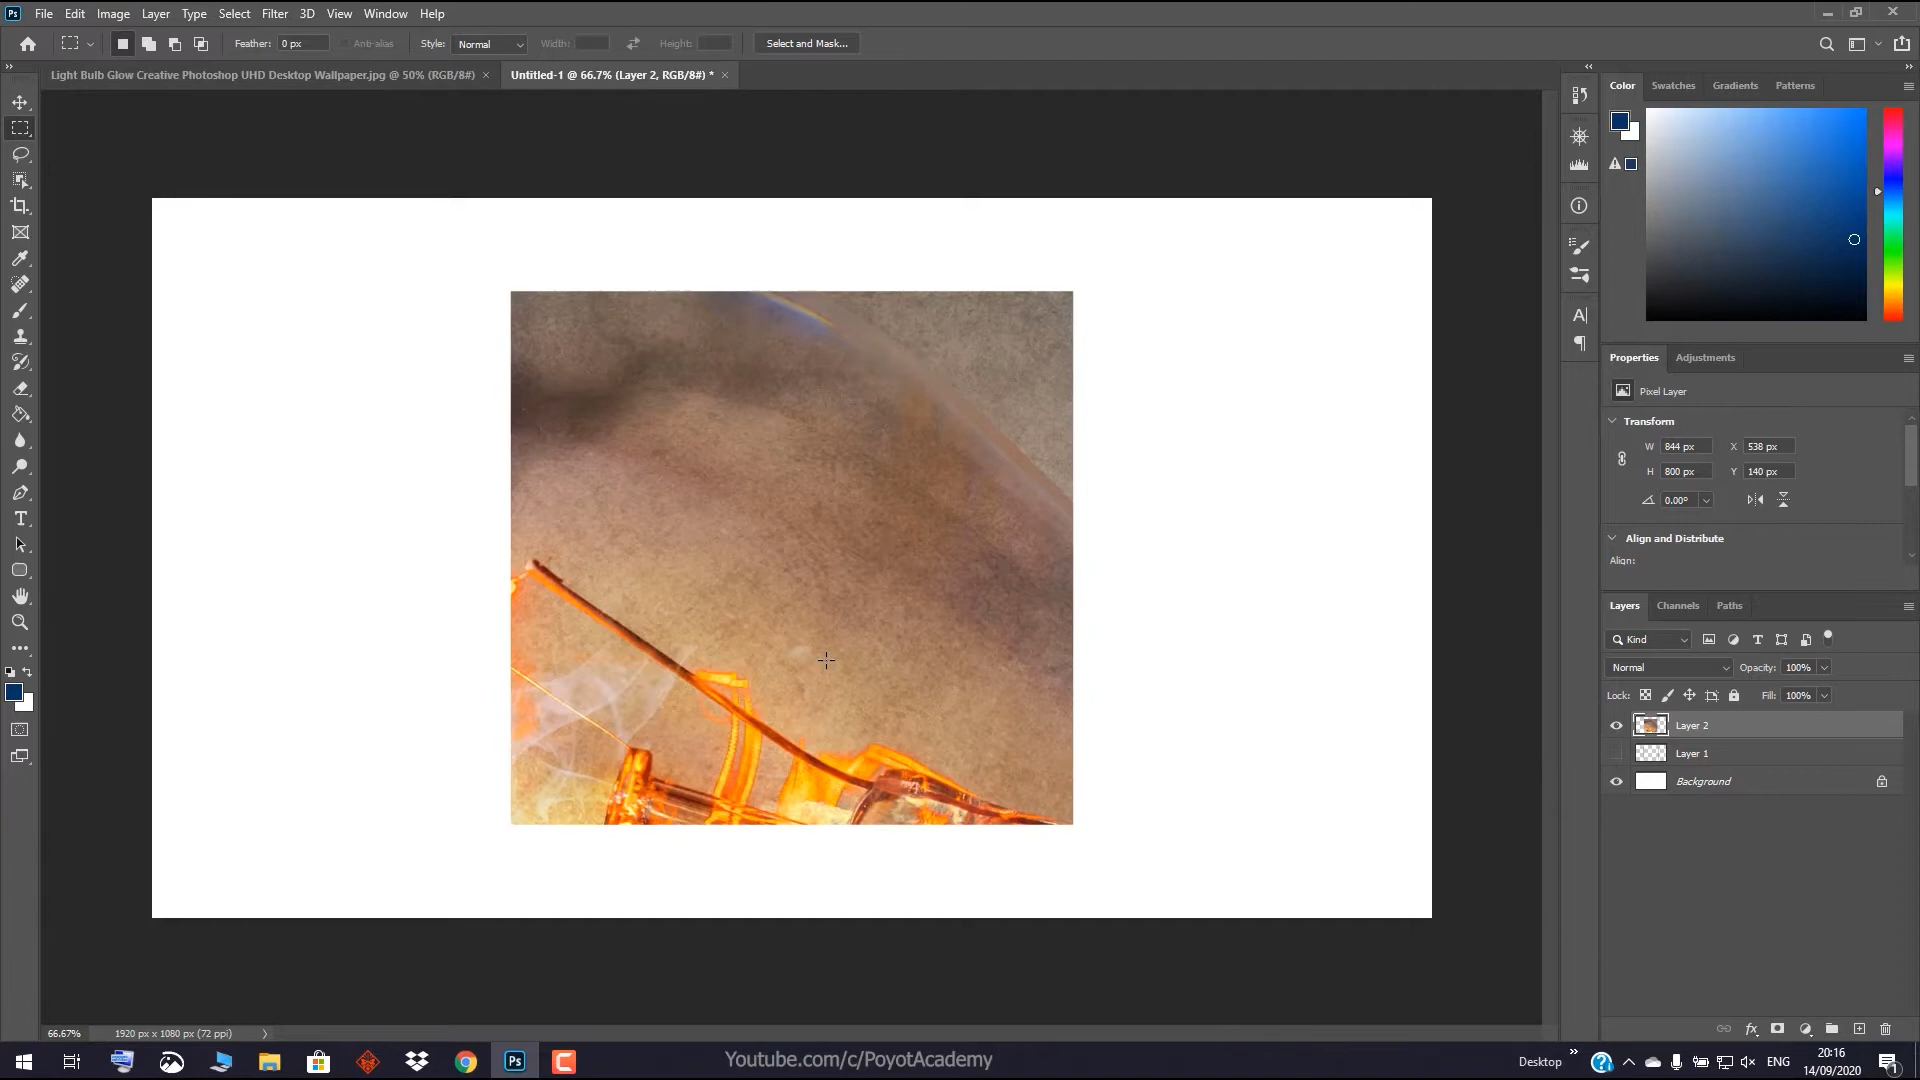 Ps File Edit Image Layer Type Select Filter 3D View Window Help
Feather: 0 px Anti-alias Style: Normal Width: Height: Select and Mask...
Light Bulb Glow Creative Photoshop UHD Desktop Wallpaper.jpg @ 50% (RGB/8#) × Untitled-1 @ 66.7% (Layer 2, RGB/8#) * ×
Color Swatches Gradients Patterns
Properties Adjustments
Pixel Layer
Transform
W 844 px X 538 px
H 800 px Y 140 px
0.00°
Align and Distribute
Align:
Layers Channels Paths
Kind
Normal Opacity: 100%
Lock: Fill: 100%
Layer 2
Layer 1
Background
66.67% 1920 px x 1080 px (72 ppi)
Ps Youtube.com/c/PoyotAcademy Desktop ENG 20:16
14/09/2020